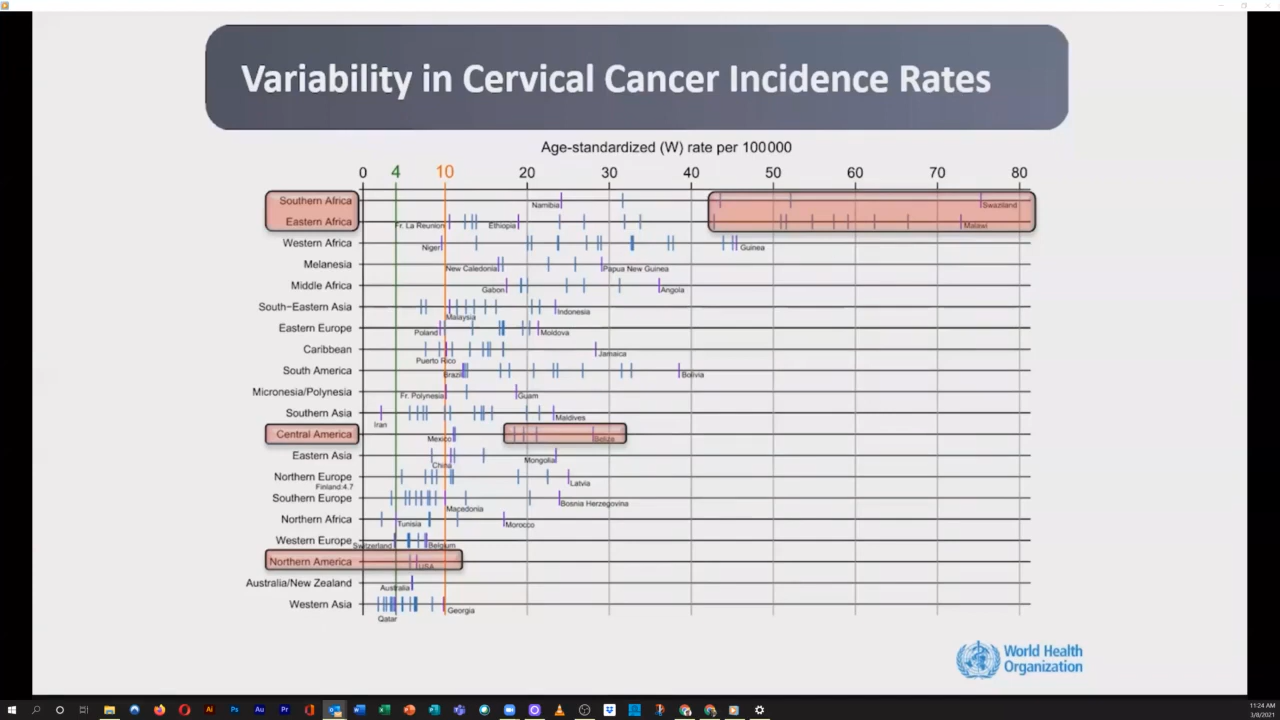 Variability in Cervical Cancer Incidence Rates
Age-standardized (W) rate per 100 000
0 4 10 20 30 40 50 60 70 80
Southern Africa Namibia Swaziland
Eastern Africa Fr. La Reunion Ethiopia Malawi
Western Africa Niger Guinea
Melanesia New Caledonia Papua New Guinea
Middle Africa Gabon Angola
South-Eastern Asia Malaysia Indonesia
Eastern Europe Poland Moldova
Caribbean Puerto Rico Jamaica
South America Brazil Bolivia
Micronesia/Polynesia Fr. Polynesia Guam
Southern Asia Iran Maldives
Central America Mexico Belize
Eastern Asia China Mongolia
Northern Europe Finland 4.7 Latvia
Southern Europe Macedonia Bosnia Herzegovina
Northern Africa Tunisia Morocco
Western Europe Switzerland Belgium
Northern America USA
Australia/New Zealand Australia
Western Asia Qatar Georgia
World Health
Organization
11:24 AM
3/8/2021